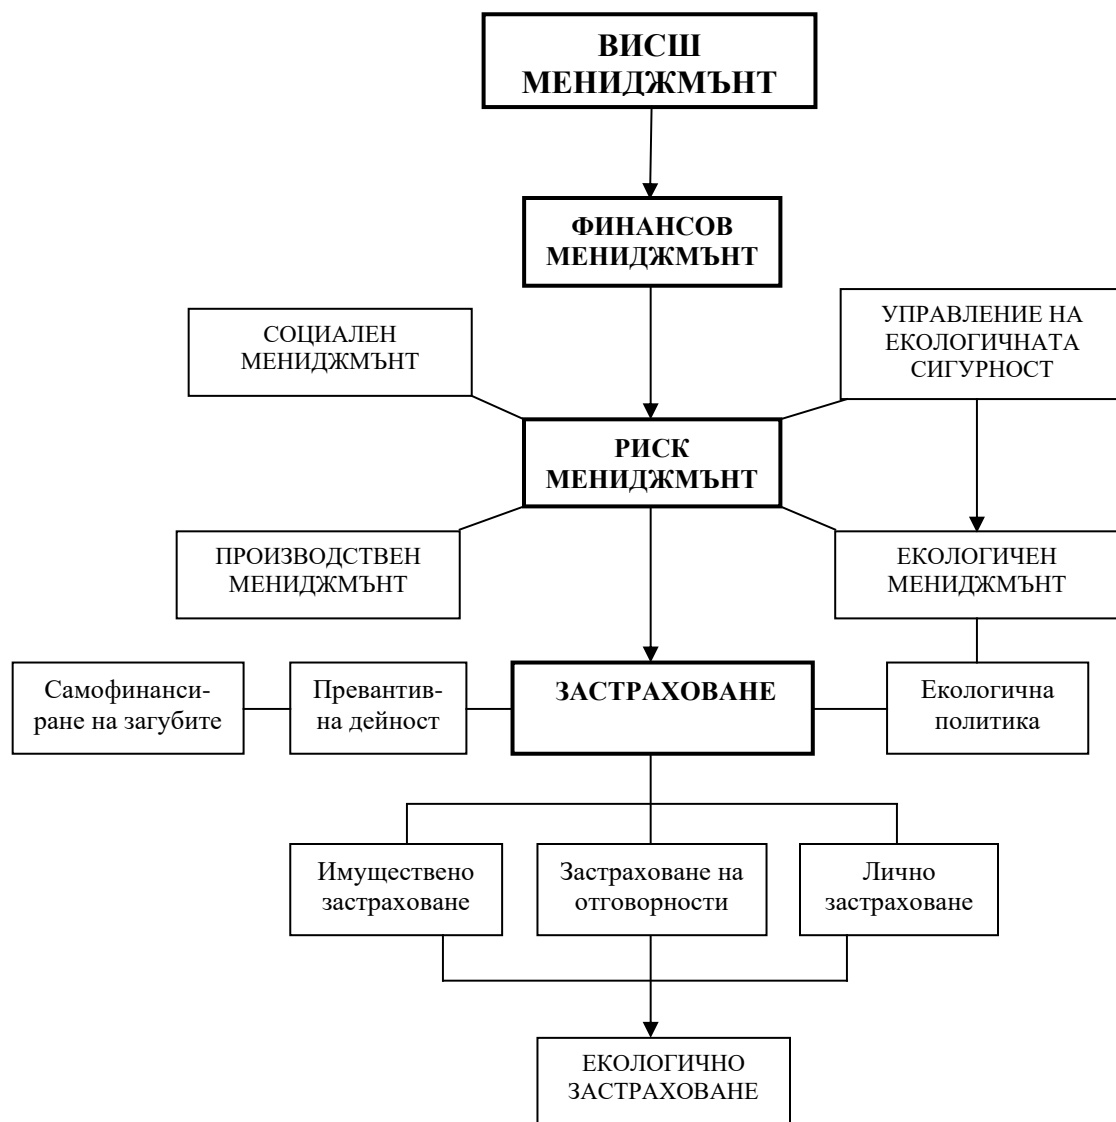 ВИСШ
МЕНИДЖМЪНТ
ФИНАНСОВ
МЕНИДЖМЪНТ
СОЦИАЛЕН
МЕНИДЖМЪНТ
УПРАВЛЕНИЕ НА
ЕКОЛОГИЧНАТА
СИГУРНОСТ
РИСК
МЕНИДЖМЪНТ
ПРОИЗВОДСТВЕН
МЕНИДЖМЪНТ
ЕКОЛОГИЧЕН
МЕНИДЖМЪНТ
Самофинанси-
ране на загубите
Превантив-
на дейност
ЗАСТРАХОВАНЕ
Екологична
политика
Имуществено
застраховане
Застраховане на
отговорности
Лично
застраховане
ЕКОЛОГИЧНО
ЗАСТРАХОВАНЕ